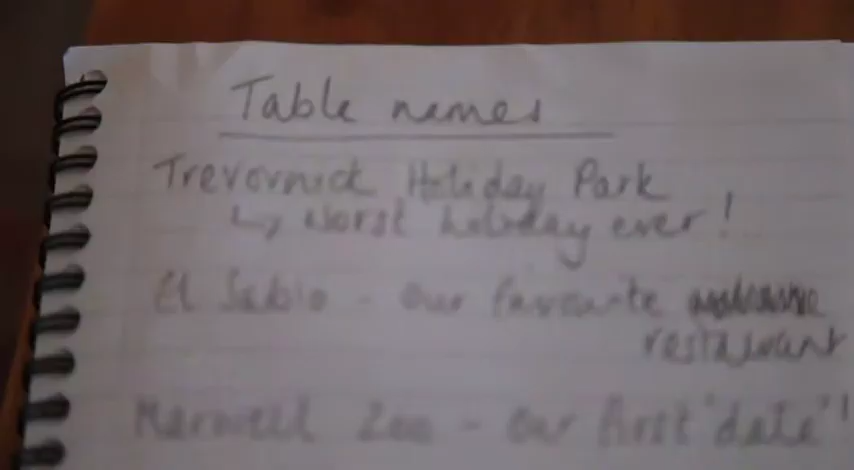 Table names
Trevornick Holiday Park
↳ Worst holiday ever!
El Sabio - our favourite
restaurant
Marwell Zoo - our first 'date'!